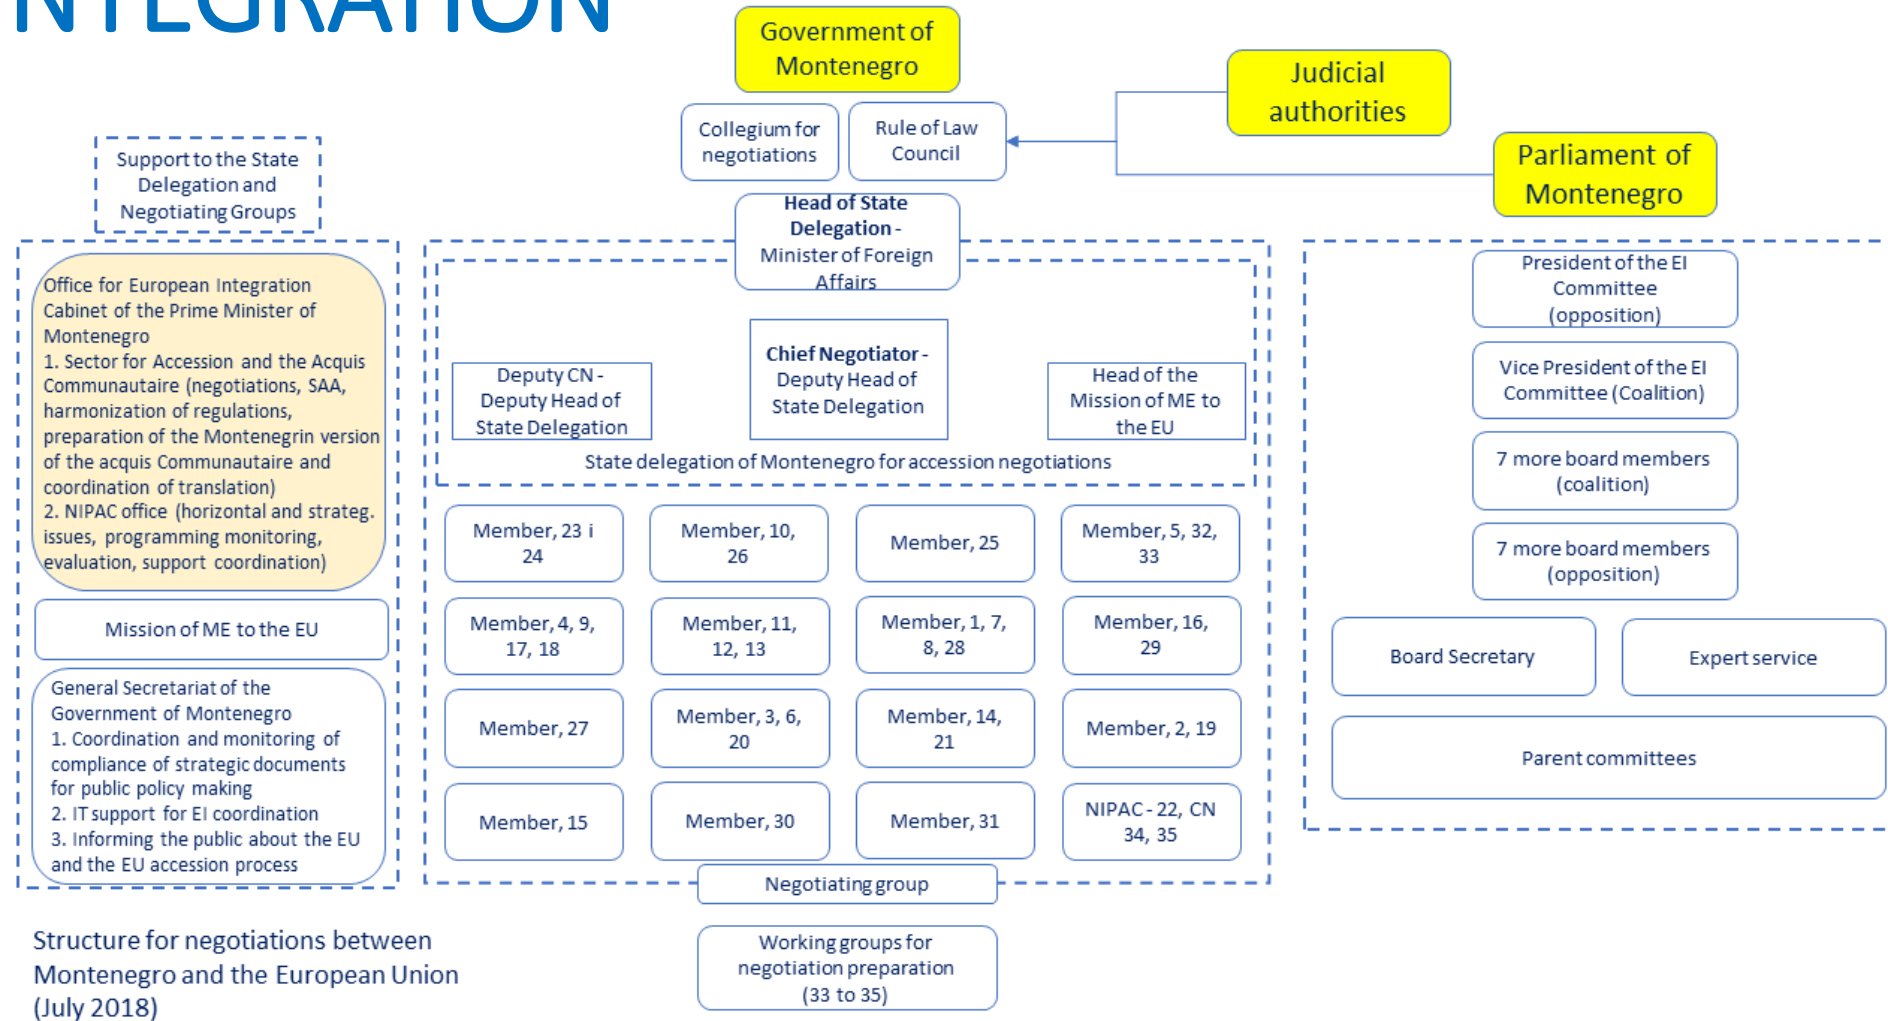 NTEGRATION
Government of
Montenegro
Judicial
authorities
Parliament of
Montenegro
Collegium for
negotiations
Rule of Law
Council
Support to the State
Delegation and
Negotiating Groups
Head of State
Delegation -
Minister of Foreign
Affairs
Office for European Integration
Cabinet of the Prime Minister of
Montenegro
1. Sector for Accession and the Acquis
Communautaire (negotiations, SAA,
harmonization of regulations,
preparation of the Montenegrin version
of the acquis Communautaire and
coordination of translation)
2. NIPAC office (horizontal and strateg.
issues, programming monitoring,
evaluation, support coordination)
Mission of ME to the EU
General Secretariat of the
Government of Montenegro
1. Coordination and monitoring of
compliance of strategic documents
for public policy making
2. IT support for EI coordination
3. Informing the public about the EU
and the EU accession process
Deputy CN -
Deputy Head of
State Delegation
Chief Negotiator -
Deputy Head of
State Delegation
Head of the
Mission of ME to
the EU
State delegation of Montenegro for accession negotiations
Member, 23 i
24
Member, 10,
26
Member, 25
Member, 5, 32,
33
Member, 4, 9,
17, 18
Member, 11,
12, 13
Member, 1, 7,
8, 28
Member, 16,
29
Member, 27
Member, 3, 6,
20
Member, 14,
21
Member, 2, 19
Member, 15
Member, 30
Member, 31
NIPAC - 22, CN
34, 35
Negotiating group
Working groups for
negotiation preparation
(33 to 35)
President of the EI
Committee
(opposition)
Vice President of the EI
Committee (Coalition)
7 more board members
(coalition)
7 more board members
(opposition)
Board Secretary
Expert service
Parent committees
Structure for negotiations between
Montenegro and the European Union
(July 2018)